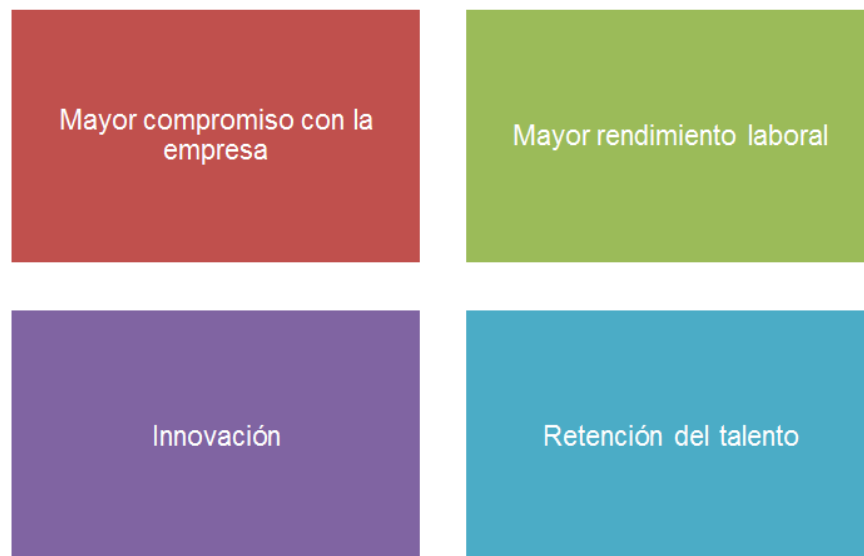 Mayor compromiso con la
empresa
Mayor rendimiento laboral
Innovación
Retención del talento